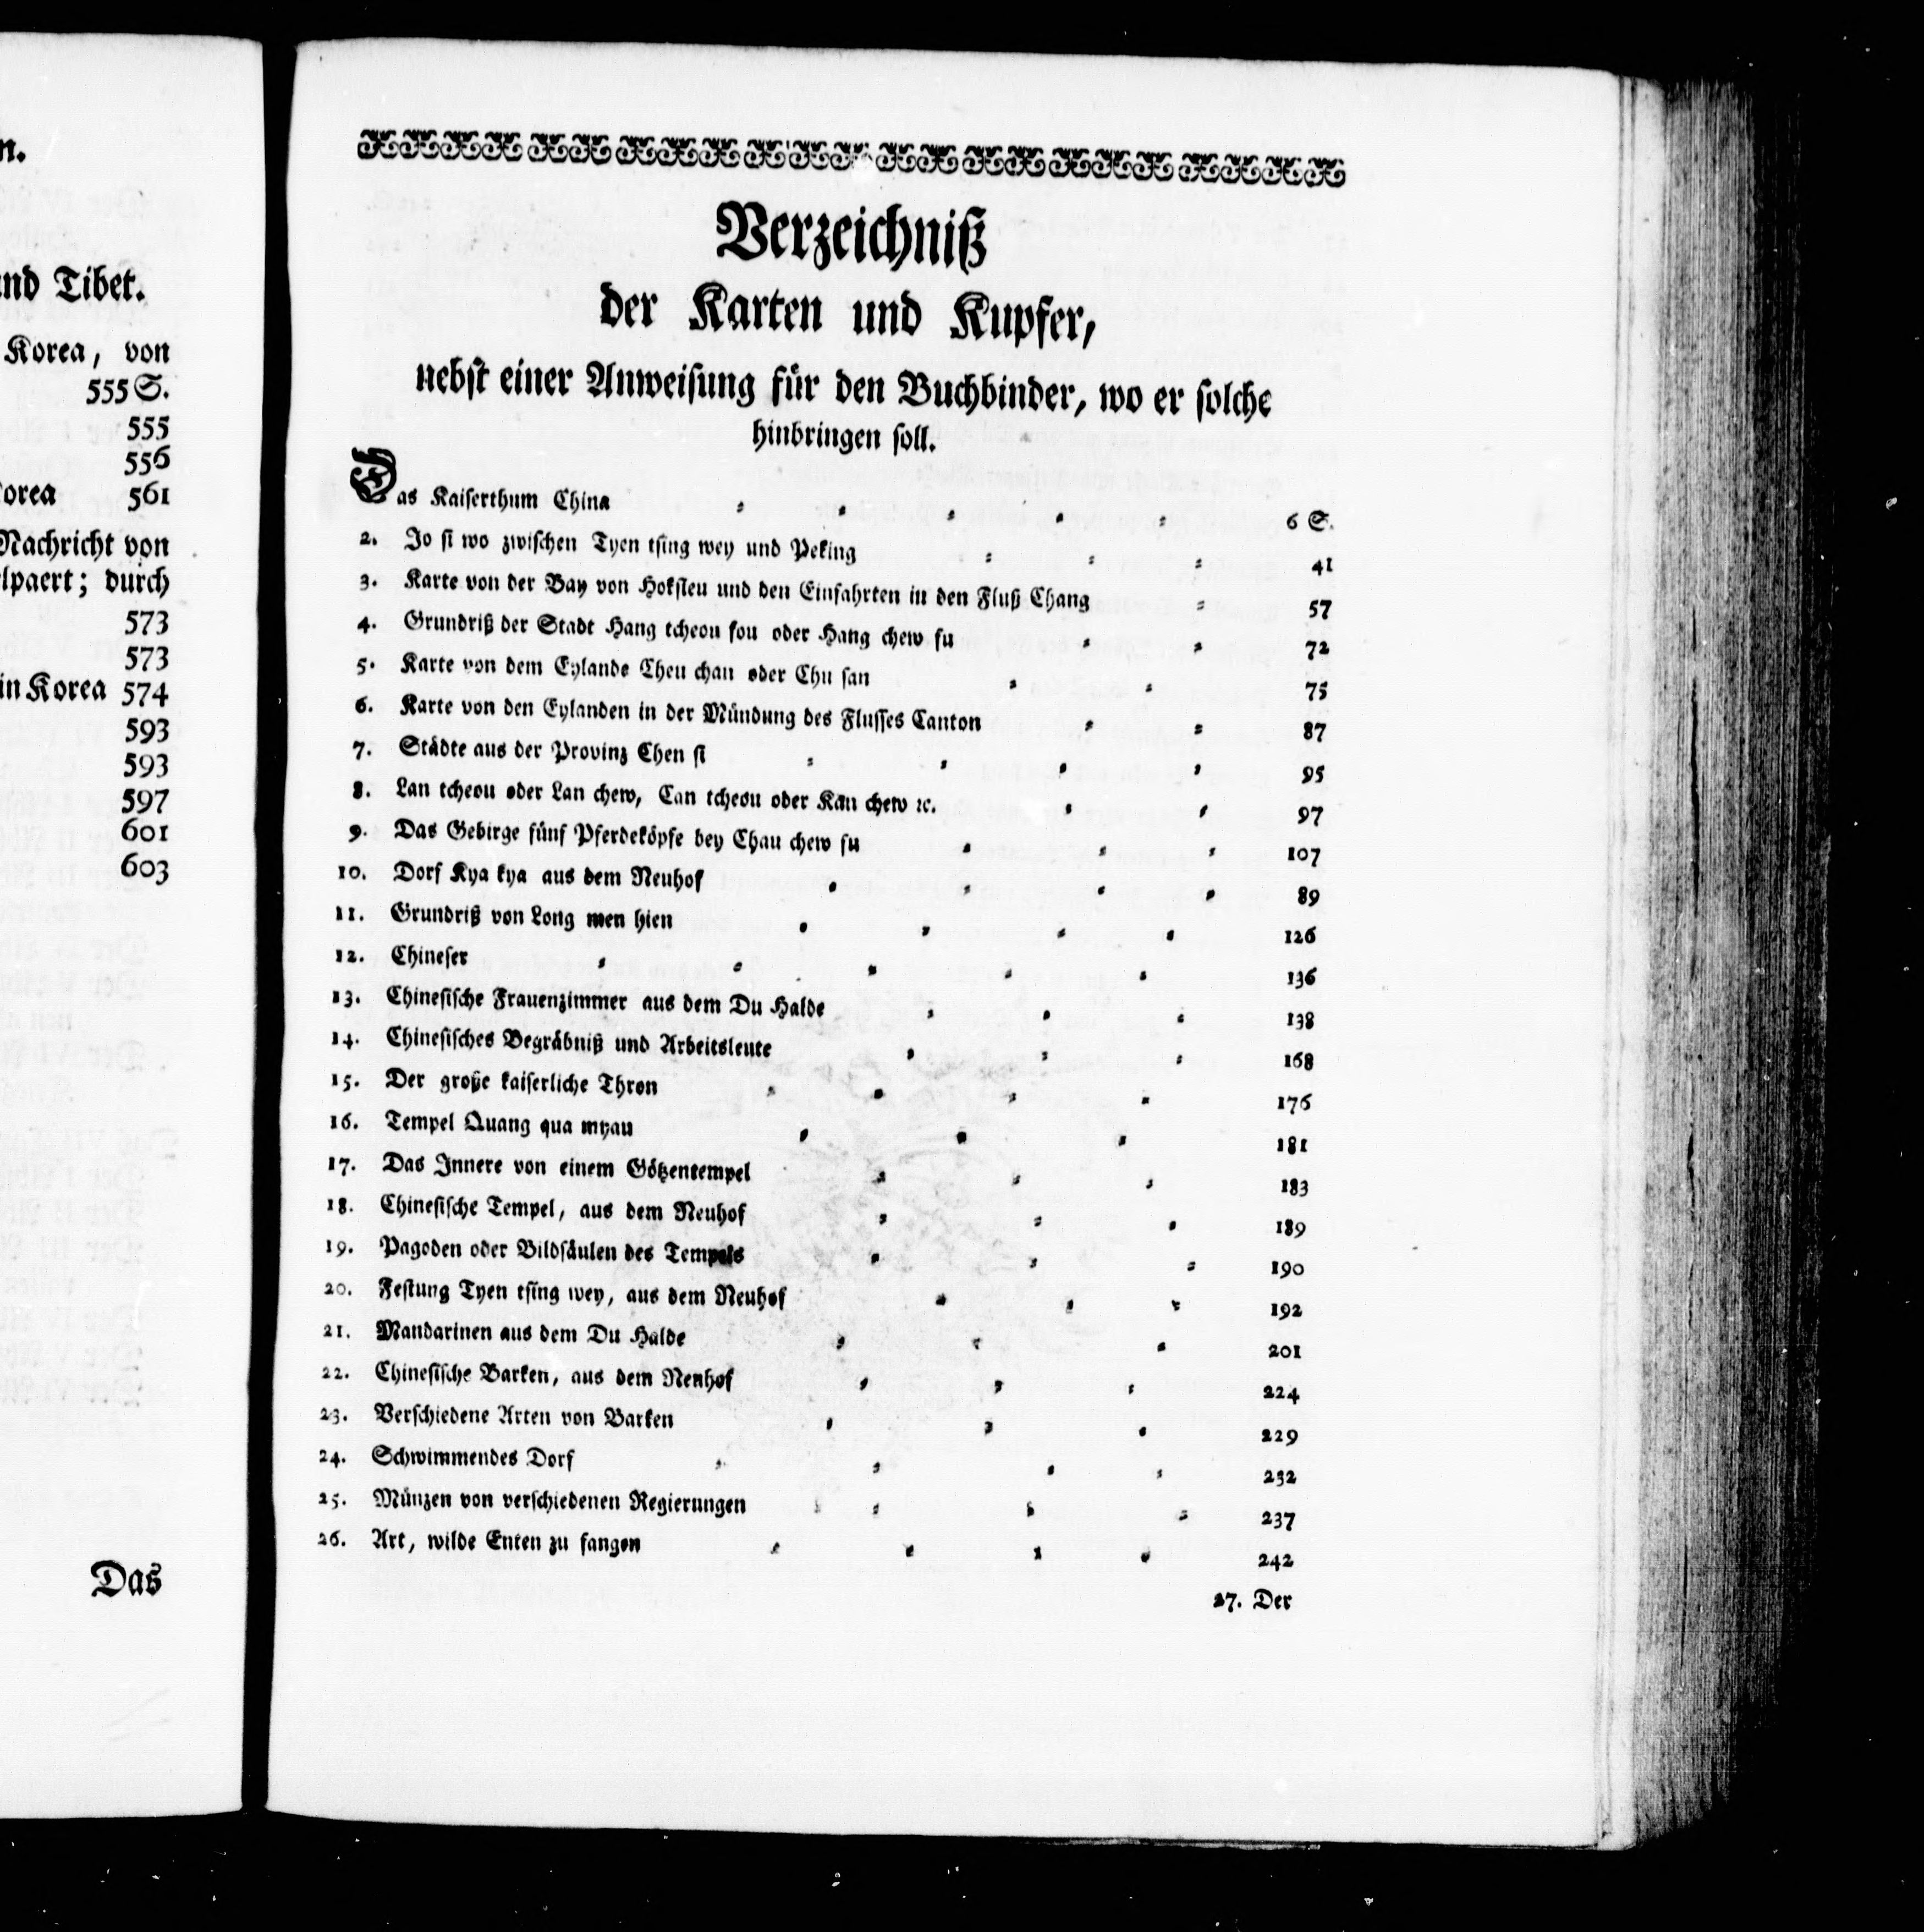 n.
und Tibet.
Korea, von
555 S.
555
556
Korea 561
Nachricht von
elpaert; durch
573
573
in Korea 574
593
593
597
601
603
Das
Verzeichniß
der Karten und Kupfer,
nebst einer Anweisung für den Buchbinder, wo er solche
hinbringen soll.
Das Kaiserthum China 6 S.
2. Jo si wo zwischen Tyen tsing wey und Peking 41
3. Karte von der Bay von Hoksieu und den Einfahrten in den Fluß Chang 57
4. Grundriß der Stadt Hang tcheou fou oder Hang chew fu 72
5. Karte von dem Eylande Cheu chan oder Chu san 75
6. Karte von den Eylanden in der Mündung des Flusses Canton 87
7. Städte aus der Provinz Chen si 95
8. Lan tcheou oder Lan chew, Can tcheou oder Kan chew ꝛc. 97
9. Das Gebirge fünf Pferdeköpfe bey Chau chew fu 107
10. Dorf Kya kya aus dem Neuhof 89
11. Grundriß von Long men hien 126
12. Chineser 136
13. Chinesische Frauenzimmer aus dem Du Halde 138
14. Chinesisches Begräbniß und Arbeitsleute 168
15. Der große kaiserliche Thron 176
16. Tempel Quang qua myau 181
17. Das Innere von einem Götzentempel 183
18. Chinesische Tempel, aus dem Neuhof 189
19. Pagoden oder Bildsäulen des Tempels 190
20. Festung Tyen tsing wey, aus dem Neuhof 192
21. Mandarinen aus dem Du Halde 201
22. Chinesische Barken, aus dem Neuhof 224
23. Verschiedene Arten von Barken 229
24. Schwimmendes Dorf 232
25. Münzen von verschiedenen Regierungen 237
26. Art, wilde Enten zu fangen 242
27. Der